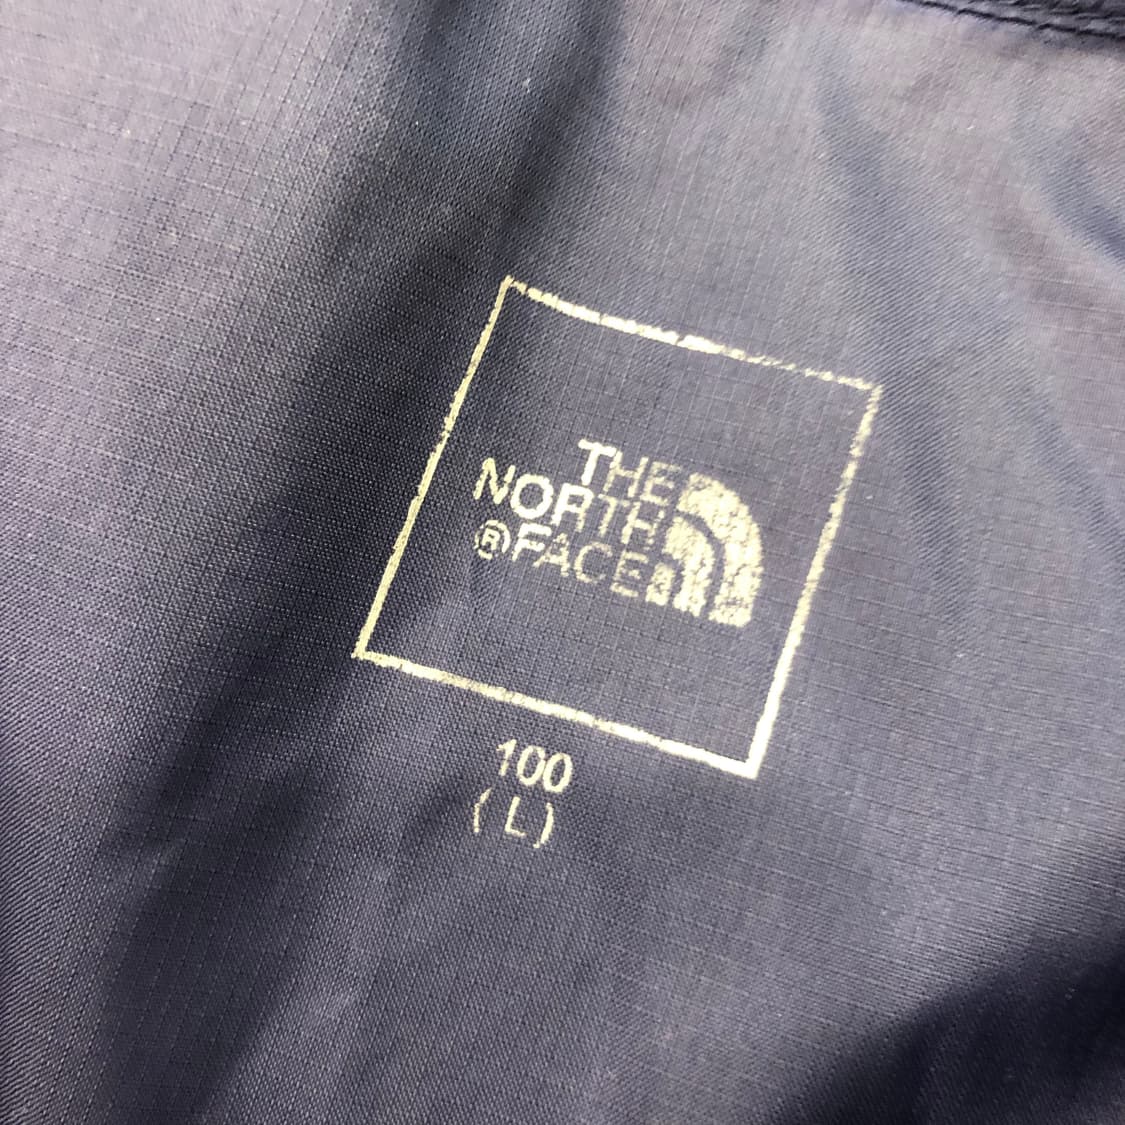 THE
NORTH
®FACE
100
( L )